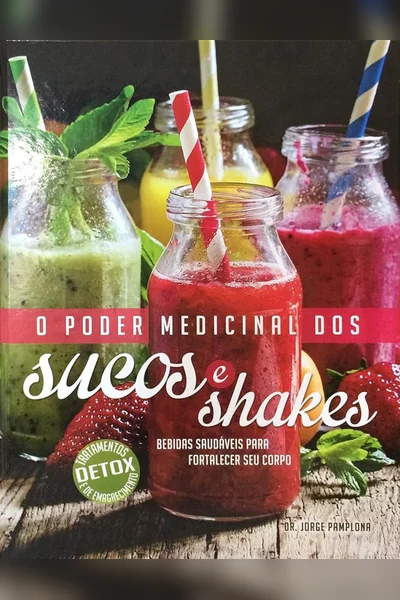 O PODER MEDICINAL DOS
sucos e
shakes
BEBIDAS SAUDÁVEIS PARA
FORTALECER SEU CORPO
TRATAMENTOS
DETOX
E DE EMAGRECIMENTO
DR. JORGE PAMPLONA